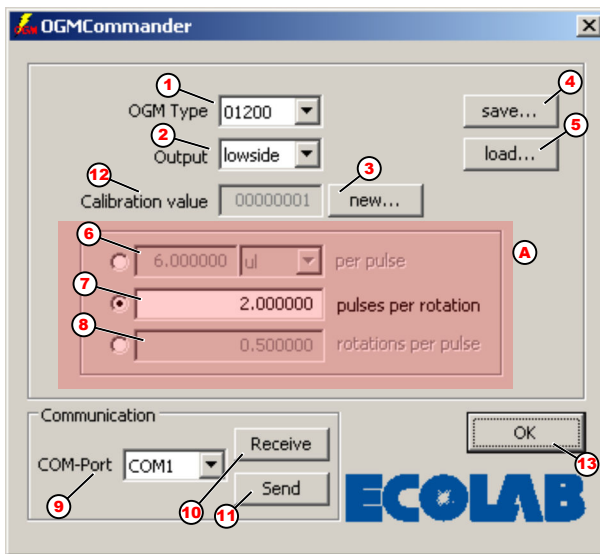 OGM OGMCommander
1
OGM Type 01200
4
save...
2
Output lowside
5
load...
12
Calibration value 00000001
3
new...
A
6
6.000000 ul per pulse
7
2.000000 pulses per rotation
8
0.500000 rotations per pulse
Communication
COM-Port COM1
9
Receive
10
Send
11
OK
13
ECOLAB